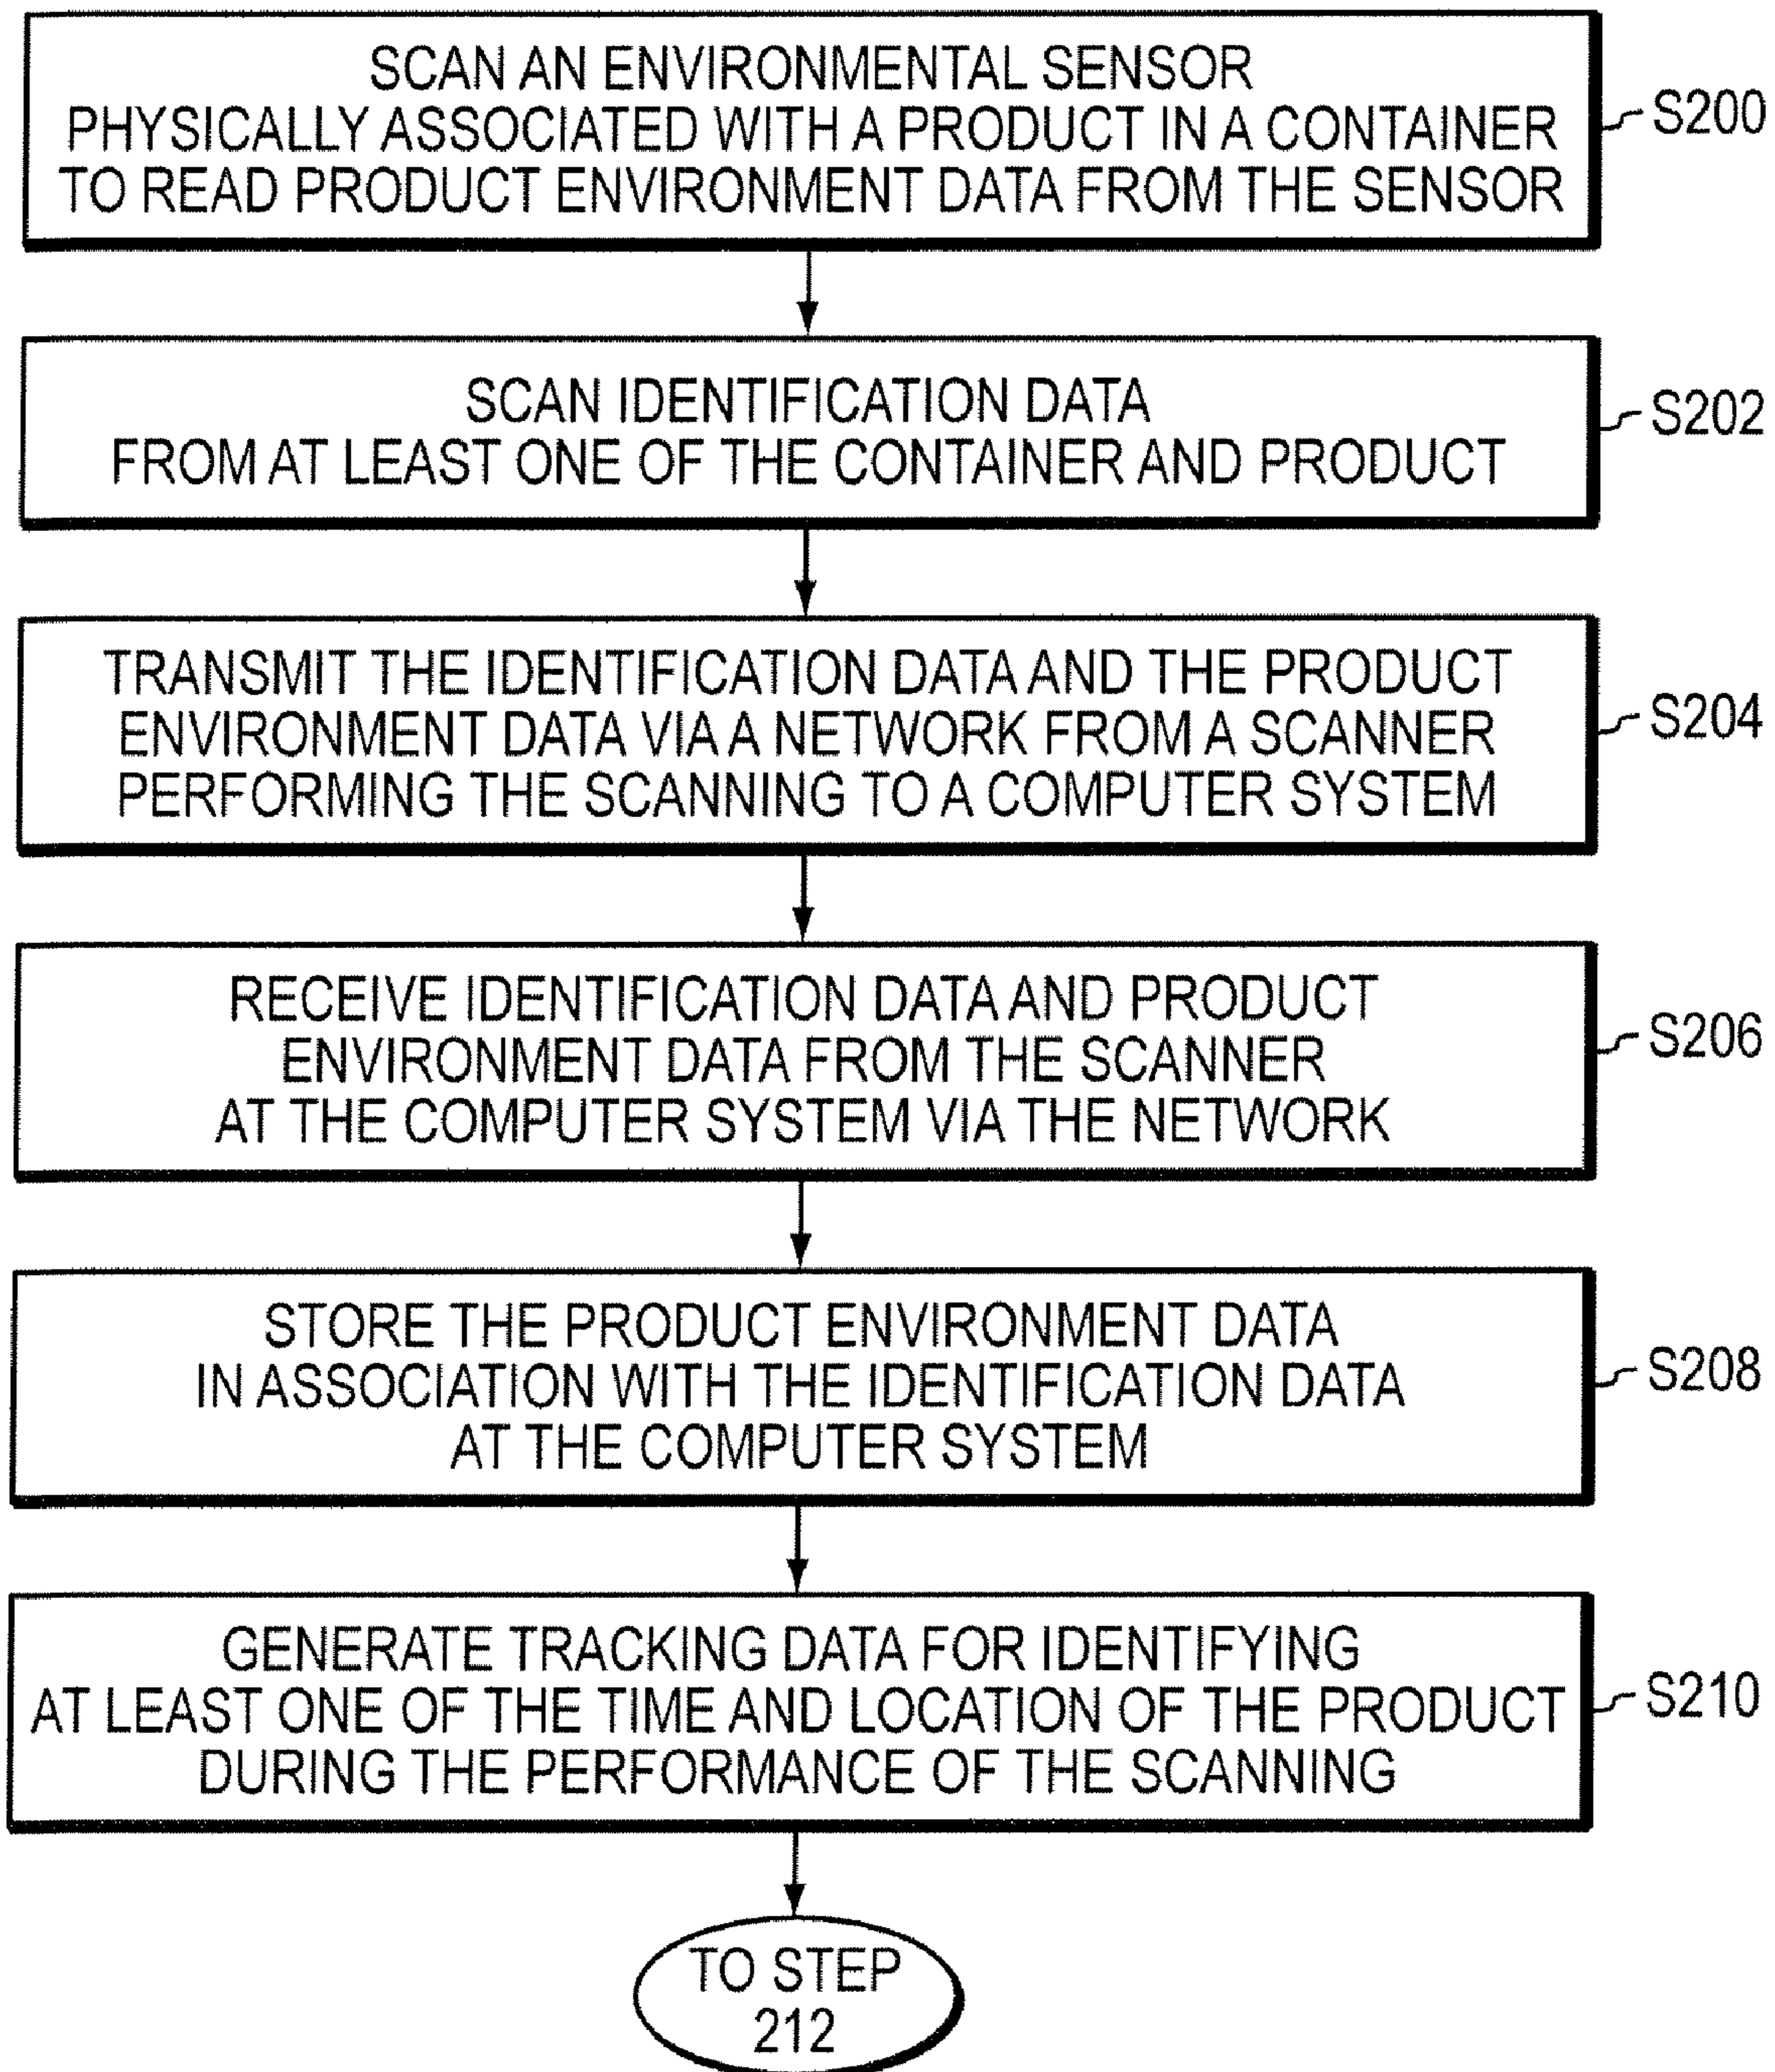 SCAN AN ENVIRONMENTAL SENSOR
PHYSICALLY ASSOCIATED WITH A PRODUCT IN A CONTAINER
TO READ PRODUCT ENVIRONMENT DATA FROM THE SENSOR
S200
SCAN IDENTIFICATION DATA
FROM AT LEAST ONE OF THE CONTAINER AND PRODUCT
S202
TRANSMIT THE IDENTIFICATION DATA AND THE PRODUCT
ENVIRONMENT DATA VIA A NETWORK FROM A SCANNER
PERFORMING THE SCANNING TO A COMPUTER SYSTEM
S204
RECEIVE IDENTIFICATION DATA AND PRODUCT
ENVIRONMENT DATA FROM THE SCANNER
AT THE COMPUTER SYSTEM VIA THE NETWORK
S206
STORE THE PRODUCT ENVIRONMENT DATA
IN ASSOCIATION WITH THE IDENTIFICATION DATA
AT THE COMPUTER SYSTEM
S208
GENERATE TRACKING DATA FOR IDENTIFYING
AT LEAST ONE OF THE TIME AND LOCATION OF THE PRODUCT
DURING THE PERFORMANCE OF THE SCANNING
S210
TO STEP
212